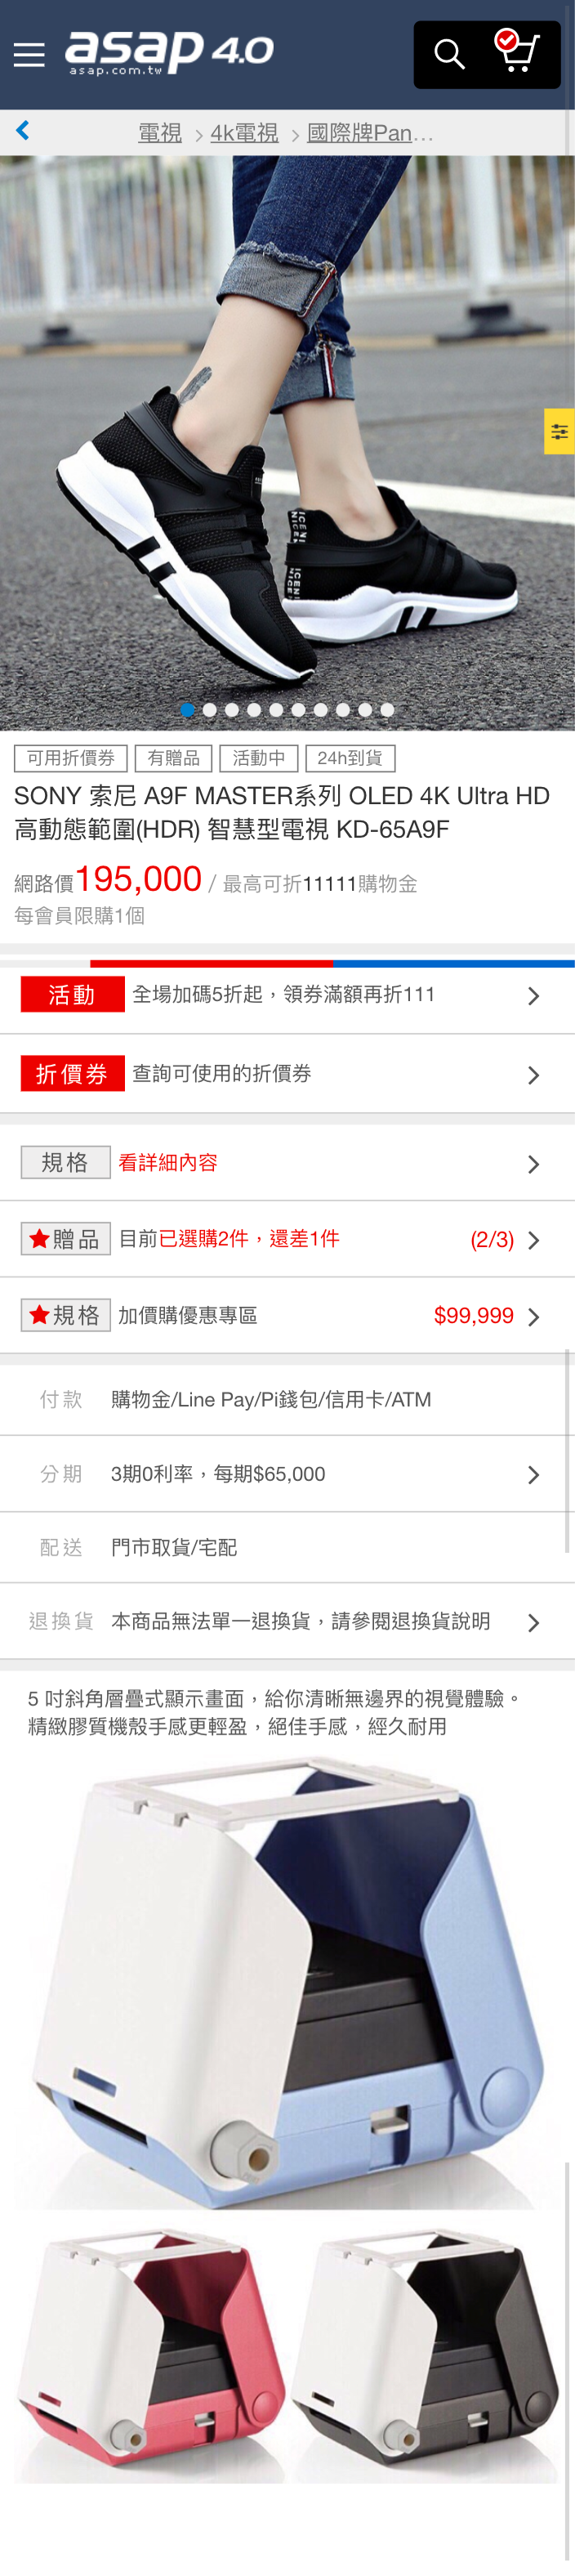 asap 4.0
asap.com.tw
電視 > 4k電視 > 國際牌Pan...
ICENI
NICE
ICENI
NICE
可用折價券 有贈品 活動中 24h到貨
SONY 索尼 A9F MASTER系列 OLED 4K Ultra HD
高動態範圍(HDR) 智慧型電視 KD-65A9F
網路價195,000 / 最高可折11111購物金
每會員限購1個
活動 全場加碼5折起，領券滿額再折111
折價券 查詢可使用的折價券
規格 看詳細內容
★贈品 目前已選購2件，還差1件 (2/3)
★規格 加價購優惠專區 $99,999
付款 購物金/Line Pay/Pi錢包/信用卡/ATM
分期 3期0利率，每期$65,000
配送 門市取貨/宅配
退換貨 本商品無法單一退換貨，請參閱退換貨說明
5 吋斜角層疊式顯示畫面，給你清晰無邊界的視覺體驗。
精緻膠質機殼手感更輕盈，絕佳手感，經久耐用